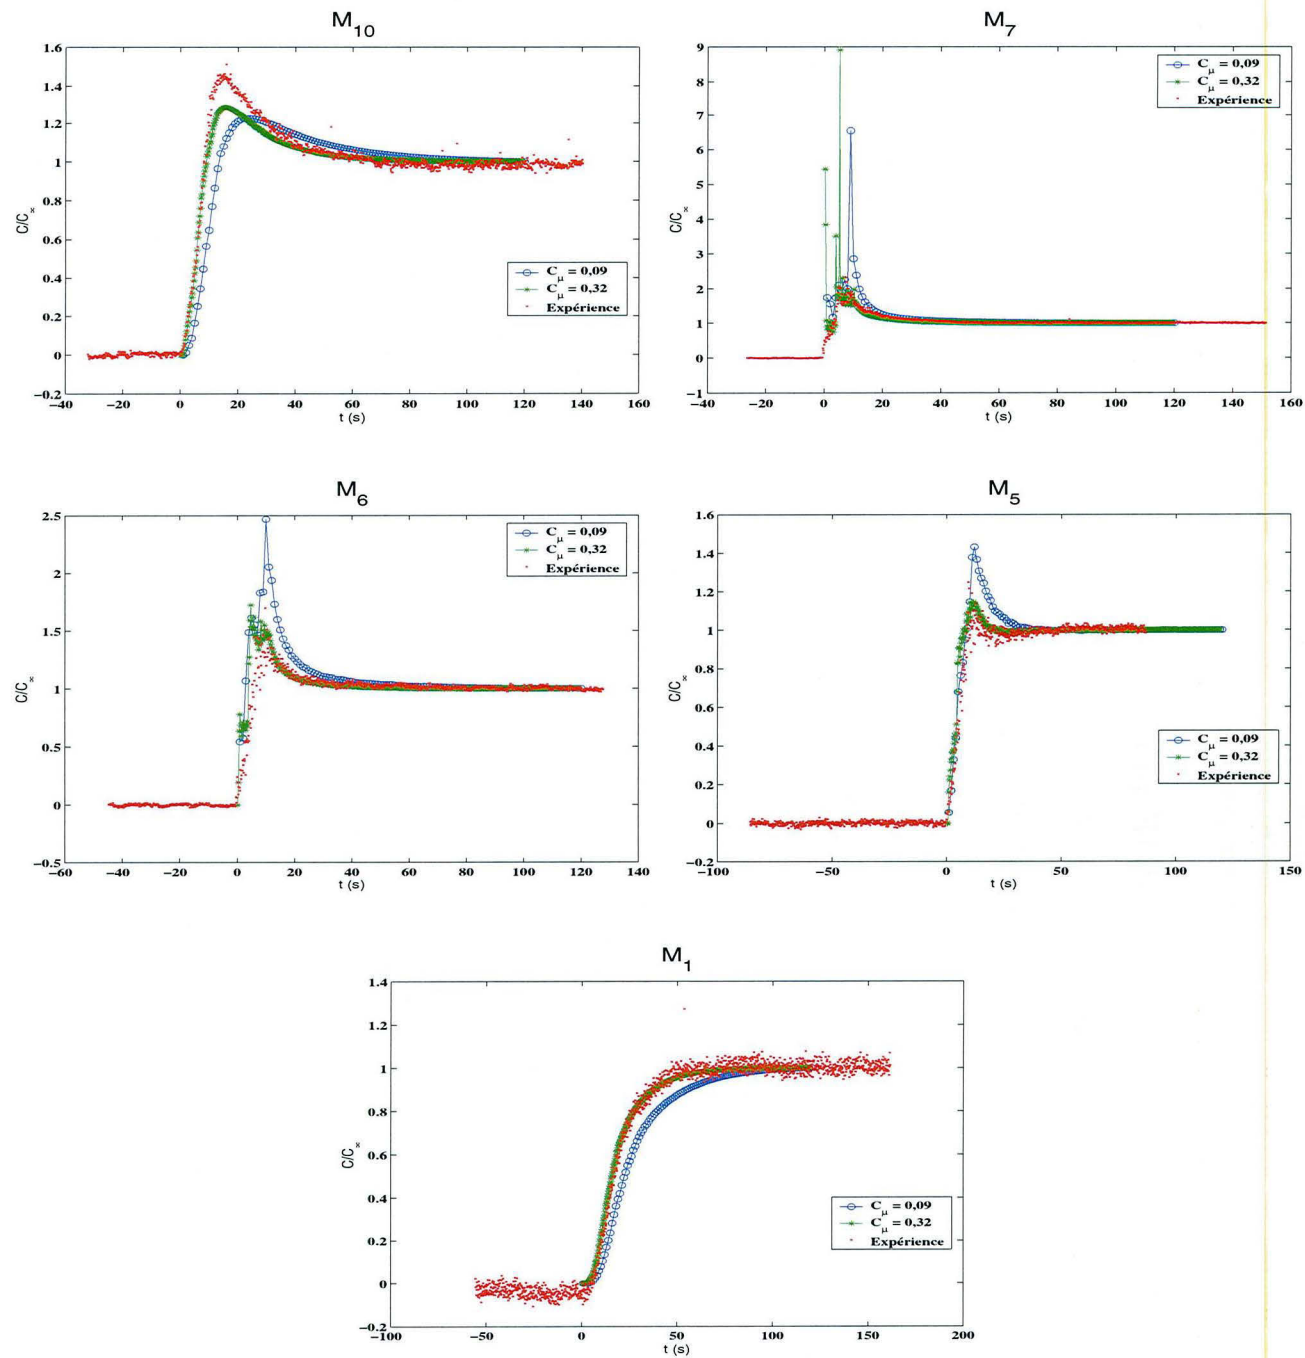 M10
1.6
1.4
1.2
1
0.8
0.6
0.4
0.2
0
−0.2
−40 −20 0 20 40 60 80 100 120 140 160
C/C∞
t (s)
Cμ = 0,09
Cμ = 0,32
Expérience
M7
9
8
7
6
5
4
3
2
1
0
−1
−40 −20 0 20 40 60 80 100 120 140 160
C/C∞
t (s)
Cμ = 0,09
Cμ = 0,32
Expérience
M6
2.5
2
1.5
1
0.5
0
−0.5
−60 −40 −20 0 20 40 60 80 100 120 140
C/C∞
t (s)
Cμ = 0,09
Cμ = 0,32
Expérience
M5
1.6
1.4
1.2
1
0.8
0.6
0.4
0.2
0
−0.2
−100 −50 0 50 100 150
C/C∞
t (s)
Cμ = 0,09
Cμ = 0,32
Expérience
M1
1.4
1.2
1
0.8
0.6
0.4
0.2
0
−0.2
−100 −50 0 50 100 150 200
C/C∞
t (s)
Cμ = 0,09
Cμ = 0,32
Expérience